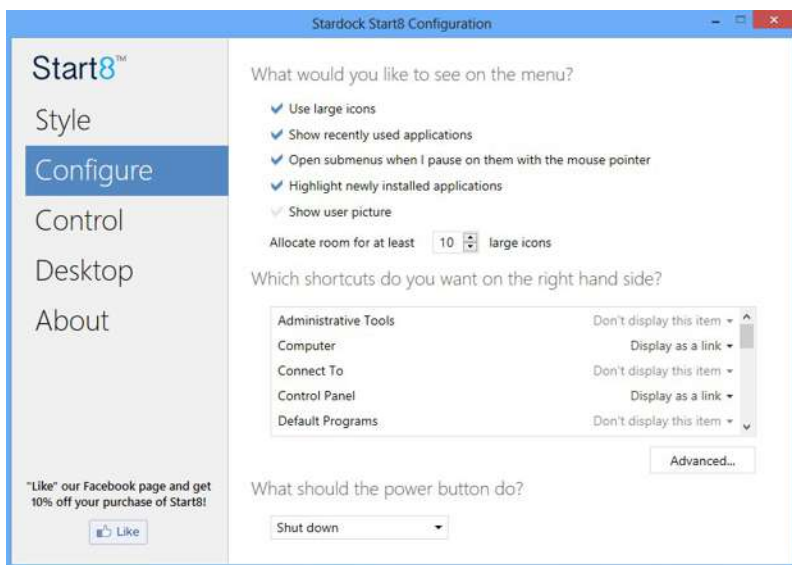 Stardock Start8 Configuration
Start8™
Style
Configure
Control
Desktop
About
"Like" our Facebook page and get
10% off your purchase of Start8!
Like
What would you like to see on the menu?
Use large icons
Show recently used applications
Open submenus when I pause on them with the mouse pointer
Highlight newly installed applications
Show user picture
Allocate room for at least 10 large icons
Which shortcuts do you want on the right hand side?
Administrative Tools Don't display this item
Computer Display as a link
Connect To Don't display this item
Control Panel Display as a link
Default Programs Don't display this item
Advanced...
What should the power button do?
Shut down